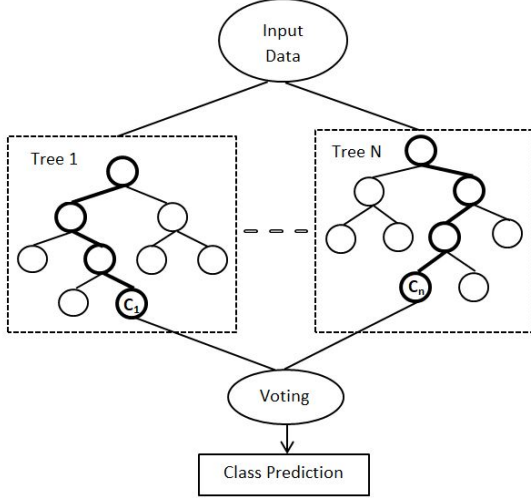 Input
Data
Tree 1
Tree N
C₁
Cₙ
Voting
Class Prediction